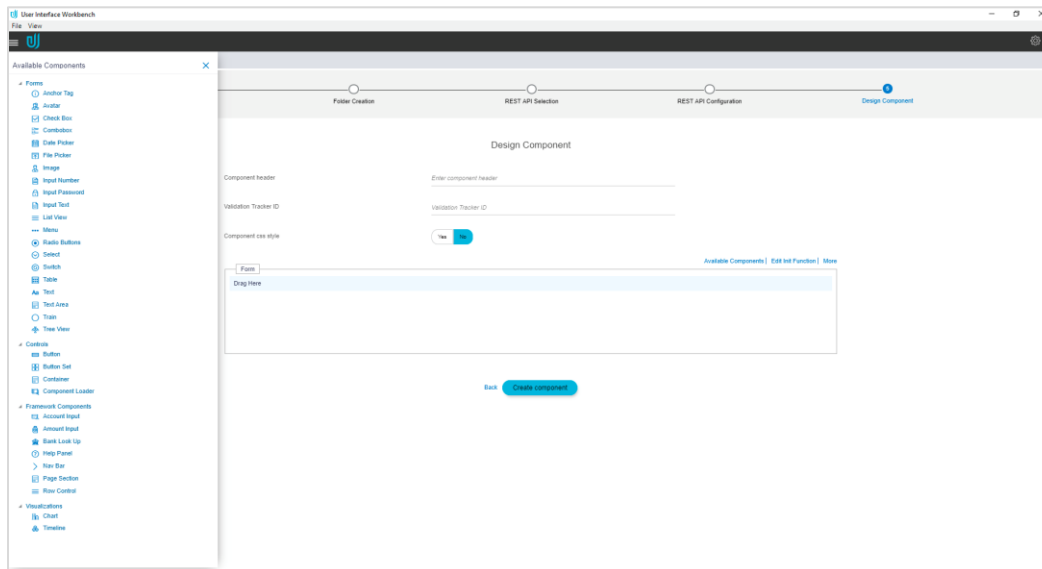 User Interface Workbench
File View
Available Components
Forms
Anchor Tag
Avatar
Check Box
Combobox
Date Picker
File Picker
Image
Input Number
Input Password
Input Text
List View
Menu
Radio Buttons
Select
Switch
Table
Text
Text Area
Train
Tree View
Controls
Button
Button Set
Container
Component Loader
Framework Components
Account Input
Amount Input
Bank Look Up
Help Panel
Nav Bar
Page Section
Row Control
Visualizations
Chart
Timeline
5
Folder Creation REST API Selection REST API Configuration Design Component
Design Component
Component header Enter component header
Validation Tracker ID Validation Tracker ID
Component css style Yes No
Available Components | Edit Init Function | More
Form
Drag Here
Back Create component